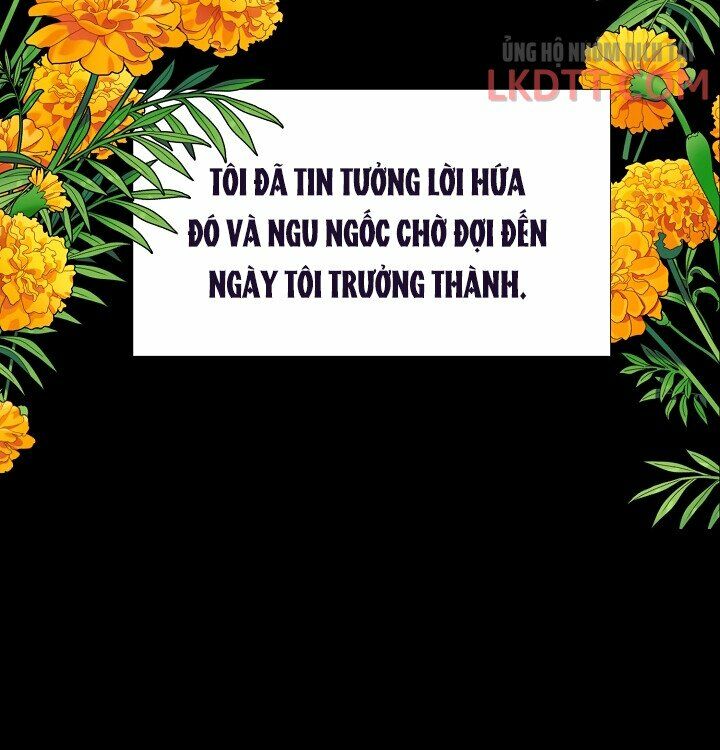 ỦNG HỘ NHÓM DỊCH TẠI
LKDTT.COM
TÔI ĐÃ TIN TƯỞNG LỜI HỨA
ĐÓ VÀ NGU NGỐC CHỜ ĐỢI ĐẾN
NGÀY TÔI TRƯỞNG THÀNH.